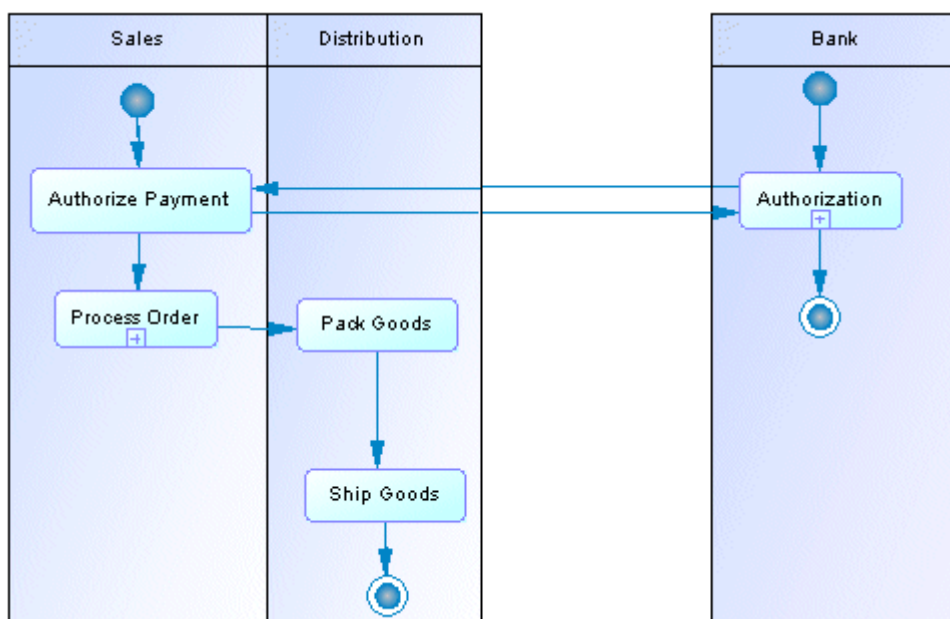 Sales
Distribution
Bank
Authorize Payment
Authorization
Process Order
Pack Goods
Ship Goods